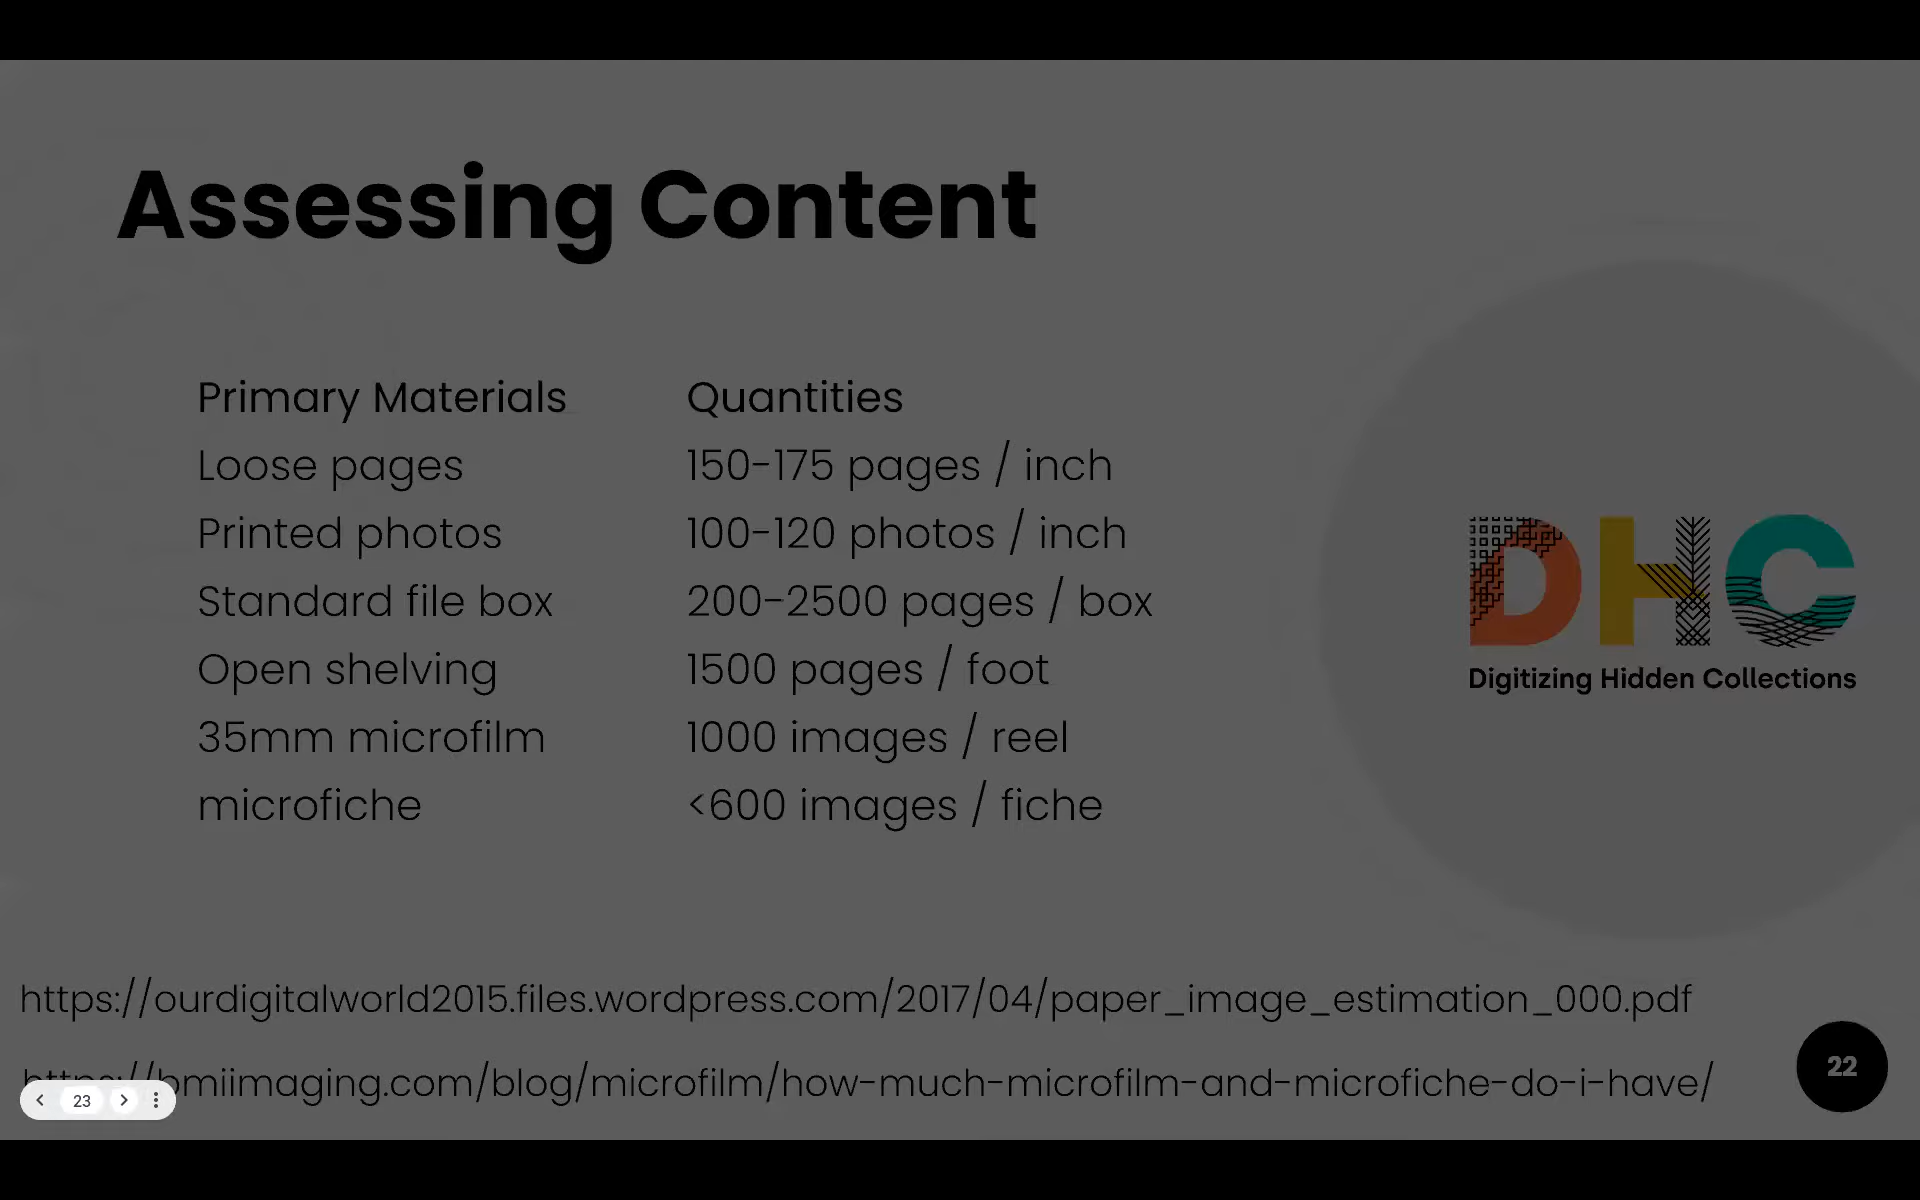 Assessing Content
Primary Materials Quantities
Loose pages 150-175 pages / inch
Printed photos 100-120 photos / inch
Standard file box 200-2500 pages / box
Open shelving 1500 pages / foot
35mm microfilm 1000 images / reel
microfiche <600 images / fiche
DHC
Digitizing Hidden Collections
https://ourdigitalworld2015.files.wordpress.com/2017/04/paper_image_estimation_000.pdf
https://bmiimaging.com/blog/microfilm/how-much-microfilm-and-microfiche-do-i-have/
22
23